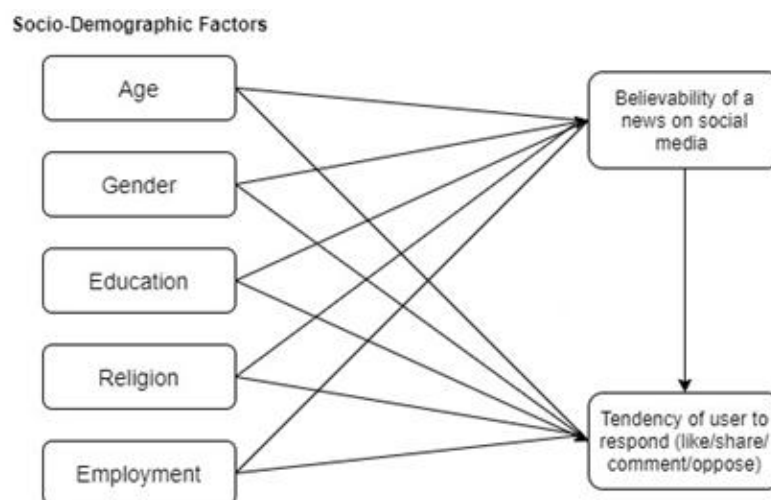 Socio-Demographic Factors
Age
Gender
Education
Religion
Employment
Believability of a
news on social
media
Tendency of user to
respond (like/share/
comment/oppose)